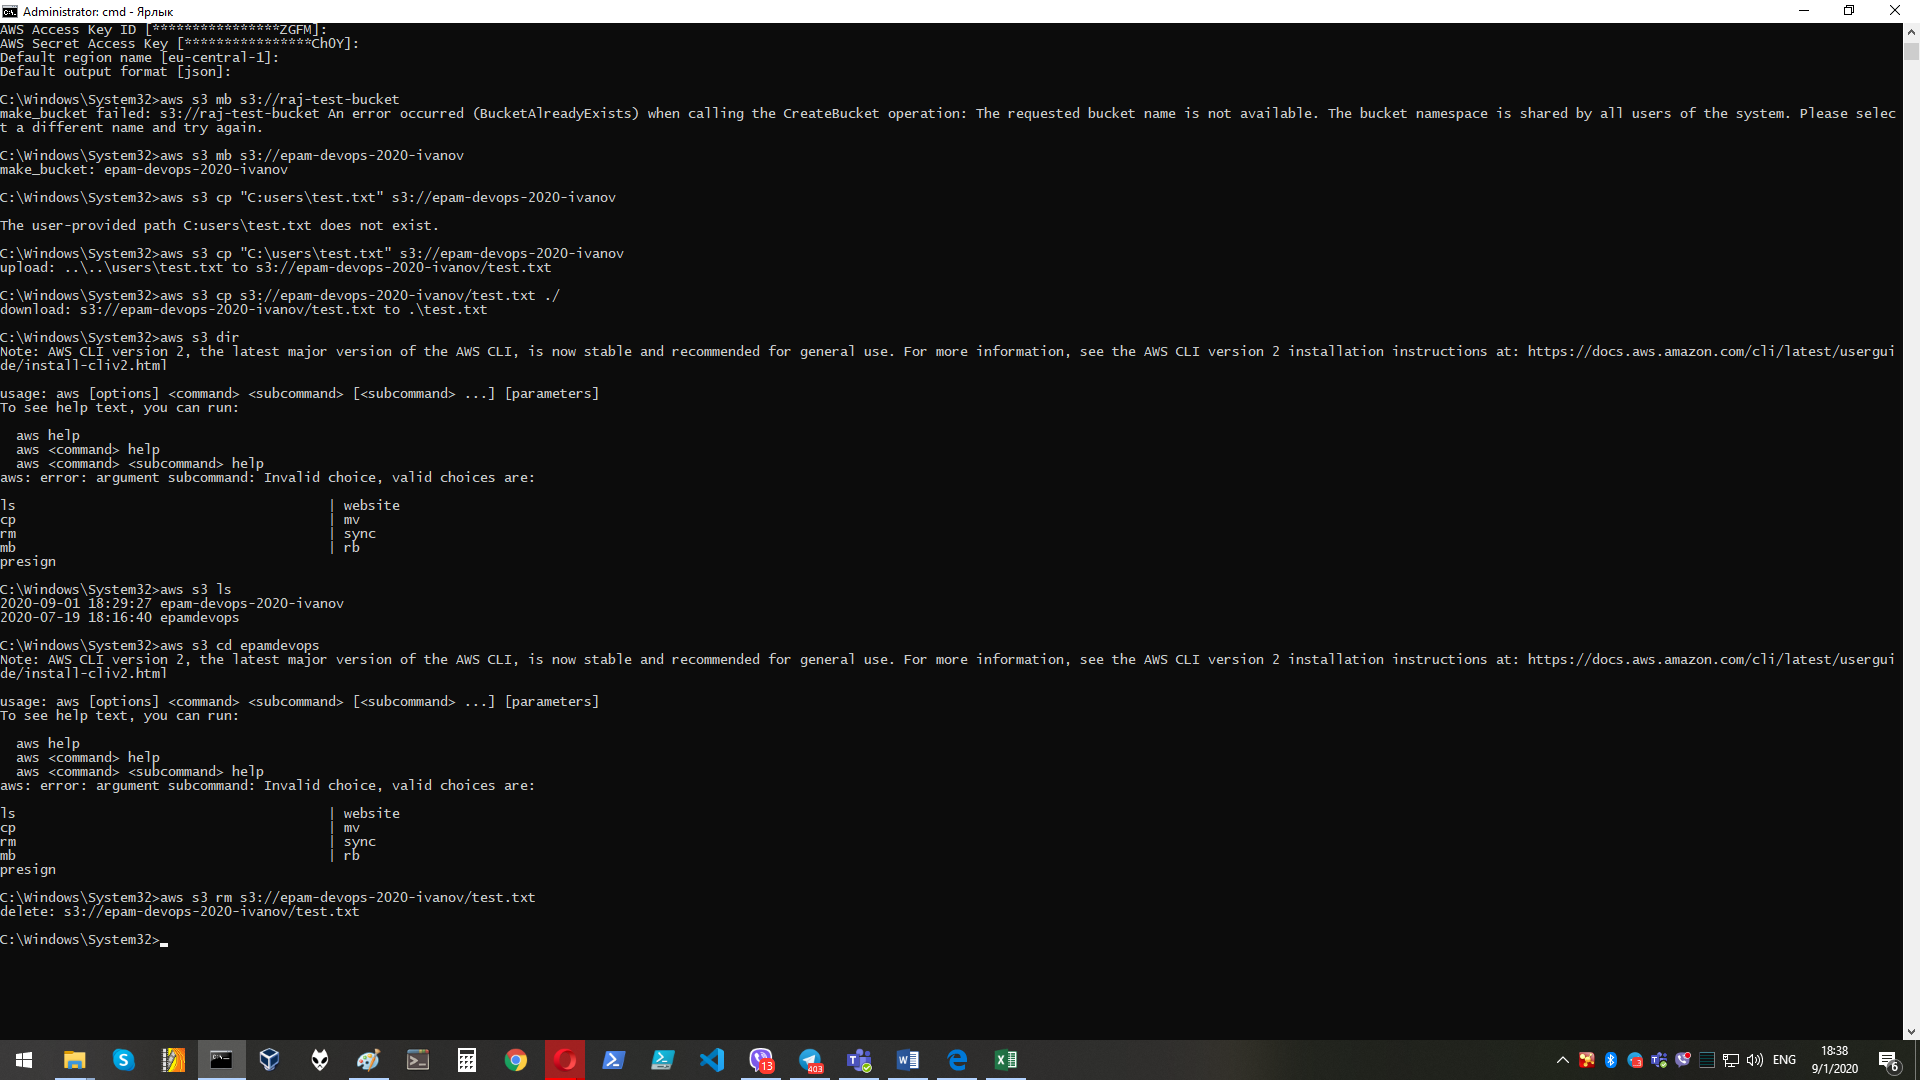 Administrator: cmd - Ярлык
AWS Access Key ID [****************ZGFM]:
AWS Secret Access Key [****************ChOY]:
Default region name [eu-central-1]:
Default output format [json]:
C:\Windows\System32>aws s3 mb s3://raj-test-bucket
make_bucket failed: s3://raj-test-bucket An error occurred (BucketAlreadyExists) when calling the CreateBucket operation: The requested bucket name is not available. The bucket namespace is shared by all users of the system. Please selec
t a different name and try again.
C:\Windows\System32>aws s3 mb s3://epam-devops-2020-ivanov
make_bucket: epam-devops-2020-ivanov
C:\Windows\System32>aws s3 cp "C:users\test.txt" s3://epam-devops-2020-ivanov
The user-provided path C:users\test.txt does not exist.
C:\Windows\System32>aws s3 cp "C:\users\test.txt" s3://epam-devops-2020-ivanov
upload: ..\..\users\test.txt to s3://epam-devops-2020-ivanov/test.txt
C:\Windows\System32>aws s3 cp s3://epam-devops-2020-ivanov/test.txt ./
download: s3://epam-devops-2020-ivanov/test.txt to .\test.txt
C:\Windows\System32>aws s3 dir
Note: AWS CLI version 2, the latest major version of the AWS CLI, is now stable and recommended for general use. For more information, see the AWS CLI version 2 installation instructions at: https://docs.aws.amazon.com/cli/latest/usergui
de/install-cliv2.html
usage: aws [options] <command> <subcommand> [<subcommand> ...] [parameters]
To see help text, you can run:
aws help
aws <command> help
aws <command> <subcommand> help
aws: error: argument subcommand: Invalid choice, valid choices are:
ls | website
cp | mv
rm | sync
mb | rb
presign
C:\Windows\System32>aws s3 ls
2020-09-01 18:29:27 epam-devops-2020-ivanov
2020-07-19 18:16:40 epamdevops
C:\Windows\System32>aws s3 cd epamdevops
Note: AWS CLI version 2, the latest major version of the AWS CLI, is now stable and recommended for general use. For more information, see the AWS CLI version 2 installation instructions at: https://docs.aws.amazon.com/cli/latest/usergui
de/install-cliv2.html
usage: aws [options] <command> <subcommand> [<subcommand> ...] [parameters]
To see help text, you can run:
aws help
aws <command> help
aws <command> <subcommand> help
aws: error: argument subcommand: Invalid choice, valid choices are:
ls | website
cp | mv
rm | sync
mb | rb
presign
C:\Windows\System32>aws s3 rm s3://epam-devops-2020-ivanov/test.txt
delete: s3://epam-devops-2020-ivanov/test.txt
C:\Windows\System32>
13
403
3
ENG
18:38
9/1/2020
6